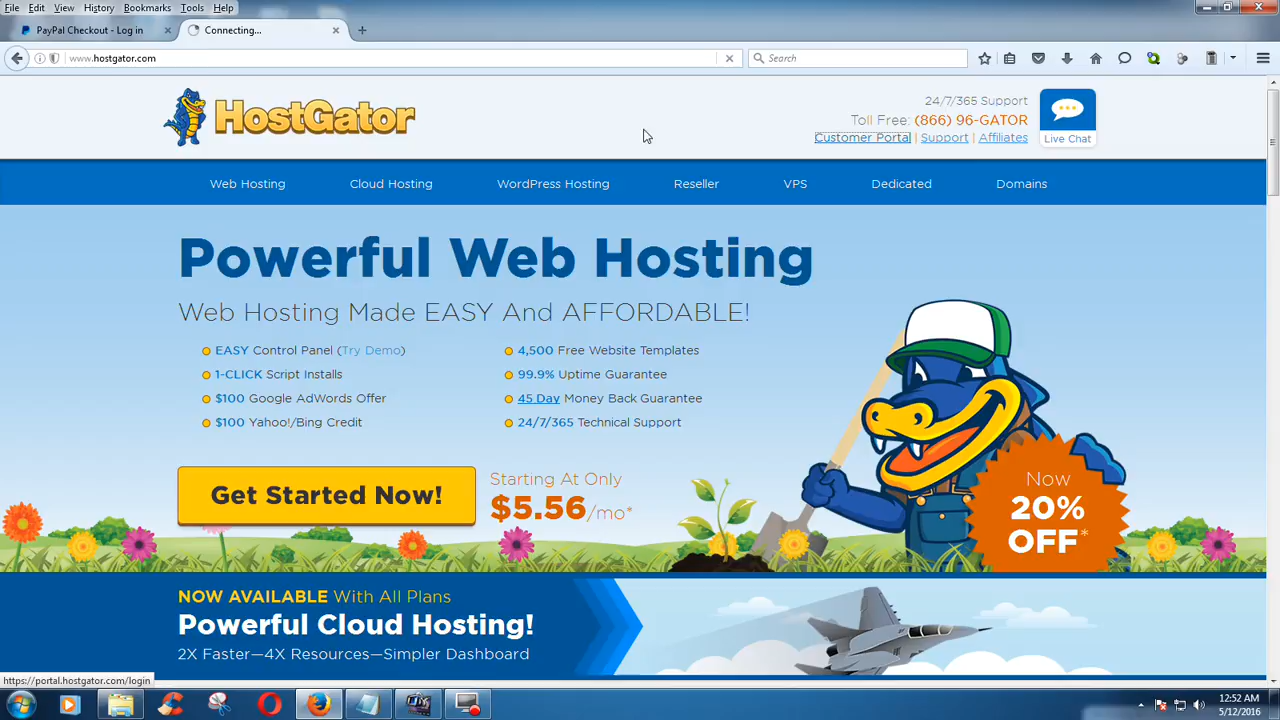 File Edit View History Bookmarks Tools Help
PayPal Checkout - Log in
Connecting...
www.hostgator.com
Search
HostGator
24/7/365 Support
Toll Free: (866) 96-GATOR
Customer Portal | Support | Affiliates
Live Chat
Web Hosting Cloud Hosting WordPress Hosting Reseller VPS Dedicated Domains
Powerful Web Hosting
Web Hosting Made EASY And AFFORDABLE!
EASY Control Panel (Try Demo)
1-CLICK Script Installs
$100 Google AdWords Offer
$100 Yahoo!/Bing Credit
4,500 Free Website Templates
99.9% Uptime Guarantee
45 Day Money Back Guarantee
24/7/365 Technical Support
Get Started Now!
Starting At Only
$5.56/mo*
Now
20%
OFF*
NOW AVAILABLE With All Plans
Powerful Cloud Hosting!
2X Faster—4X Resources—Simpler Dashboard
https://portal.hostgator.com/login
12:52 AM
5/12/2016